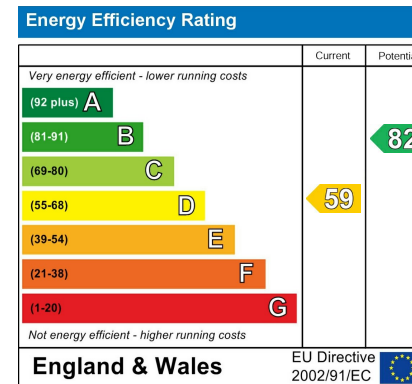 Energy Efficiency Rating
Current Potenti
Very energy efficient - lower running costs
(92 plus) A
(81-91) B
82
(69-80) C
(55-68) D
59
(39-54) E
(21-38) F
(1-20) G
Not energy efficient - higher running costs
England & Wales
EU Directive
2002/91/EC